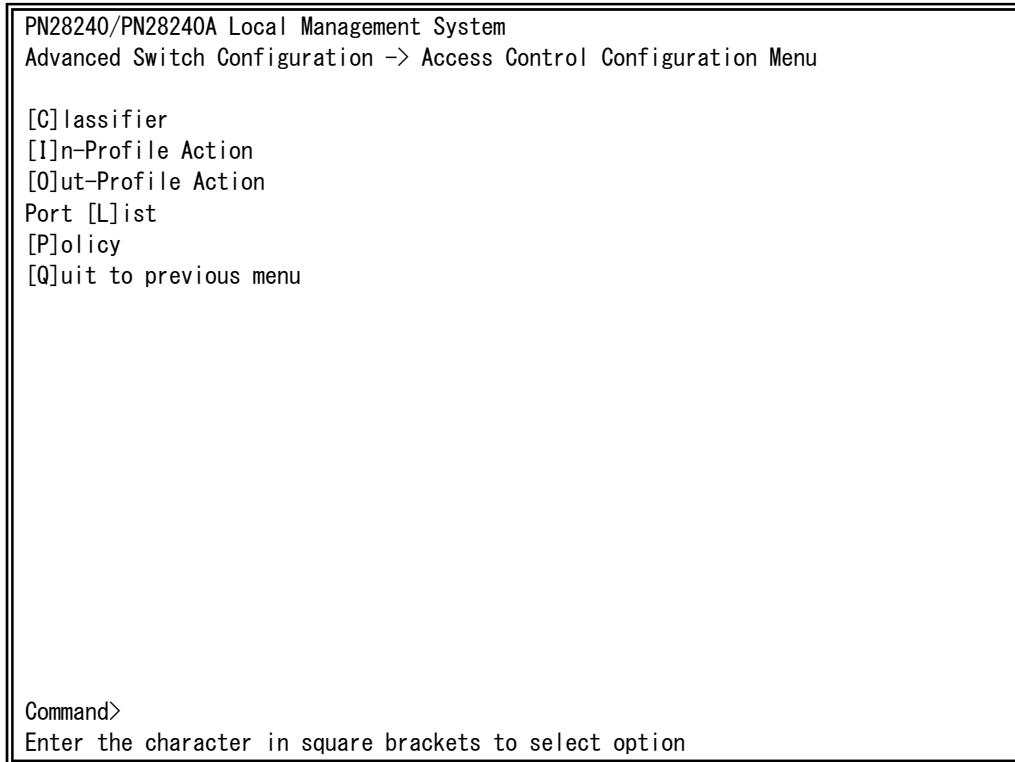 PN28240/PN28240A Local Management System
Advanced Switch Configuration -> Access Control Configuration Menu
[C]lassifier
[I]n-Profile Action
[O]ut-Profile Action
Port [L]ist
[P]olicy
[Q]uit to previous menu
Command>
Enter the character in square brackets to select option